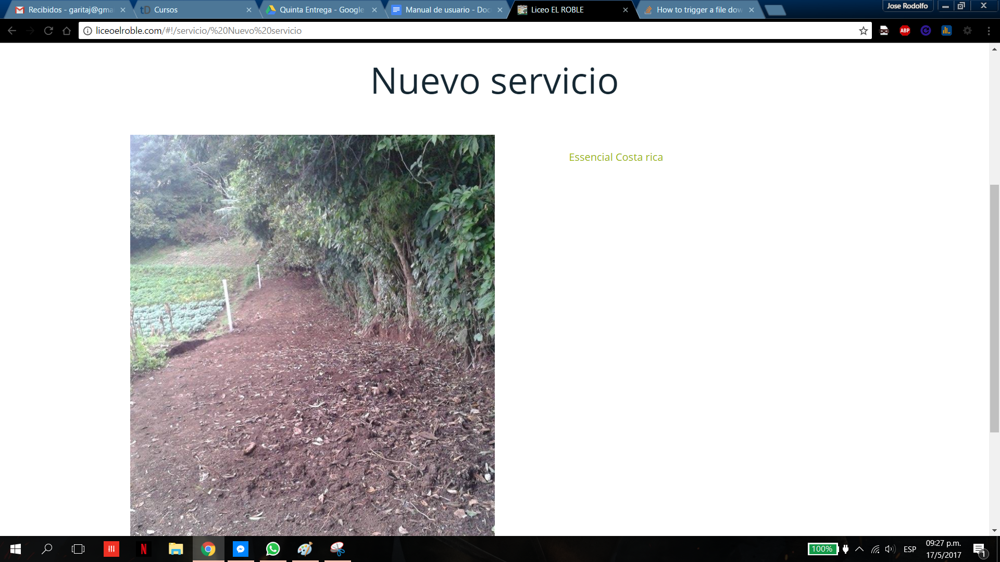 Recibidos - garitaj@gma
Cursos
Quinta Entrega - Google
Manual de usuario - Doc
Liceo EL ROBLE
How to trigger a file dow
Jose Rodolfo
liceoelroble.com/#!/servicio/%20Nuevo%20servicio
ABP
Nuevo servicio
Essencial Costa rica
100%
ESP
09:27 p.m.
17/5/2017
1